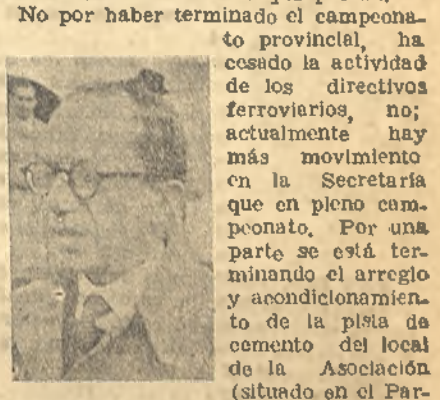 No por haber terminado el campeona-
to provincial, ha
cesado la actividad
de los directivos
ferroviarios, no;
actualmente hay
más movimiento
en la Secretaría
que en pleno cam-
peonato. Por una
parte se está ter-
minando el arreglo
y acondicionamien-
to de la pista de
cemento del local
de la Asociación
(situado en el Par-